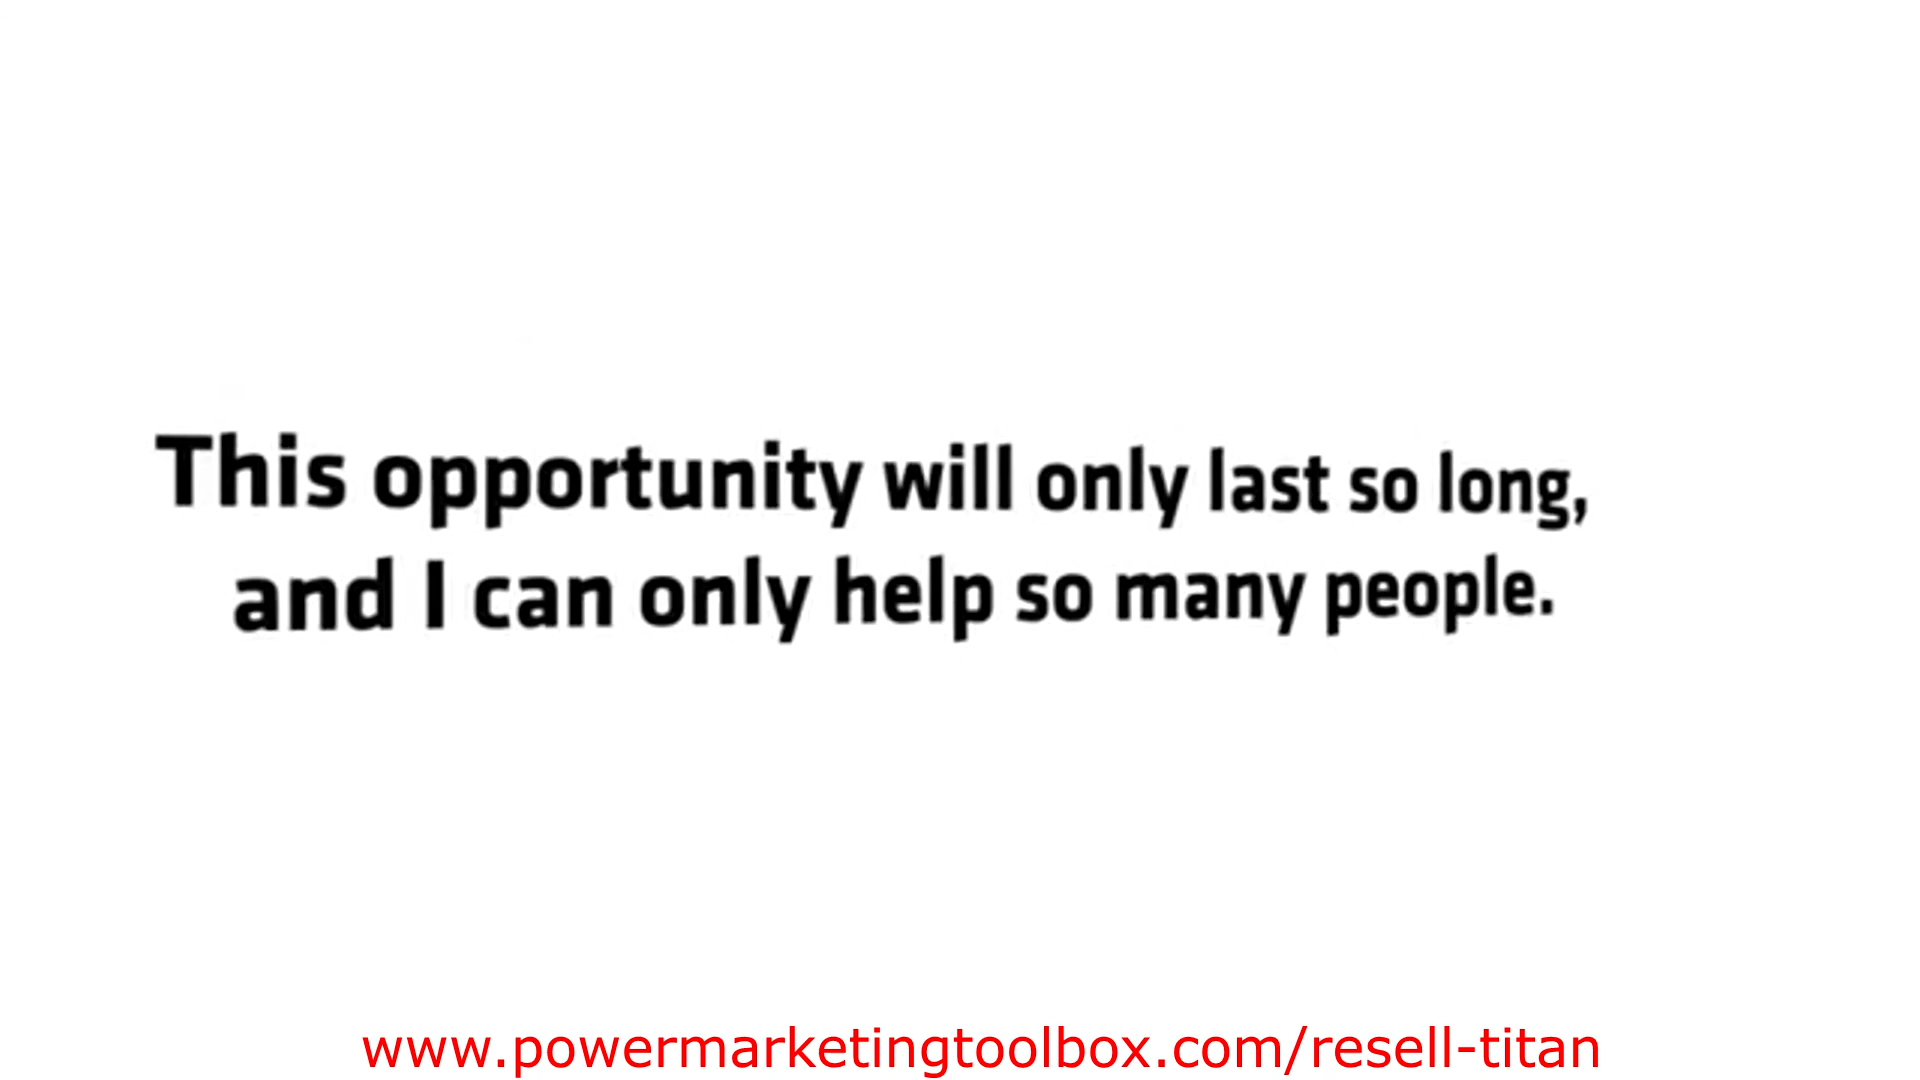 This opportunity will only last so long,
and I can only help so many people.
www.powermarketingtoolbox.com/resell-titan